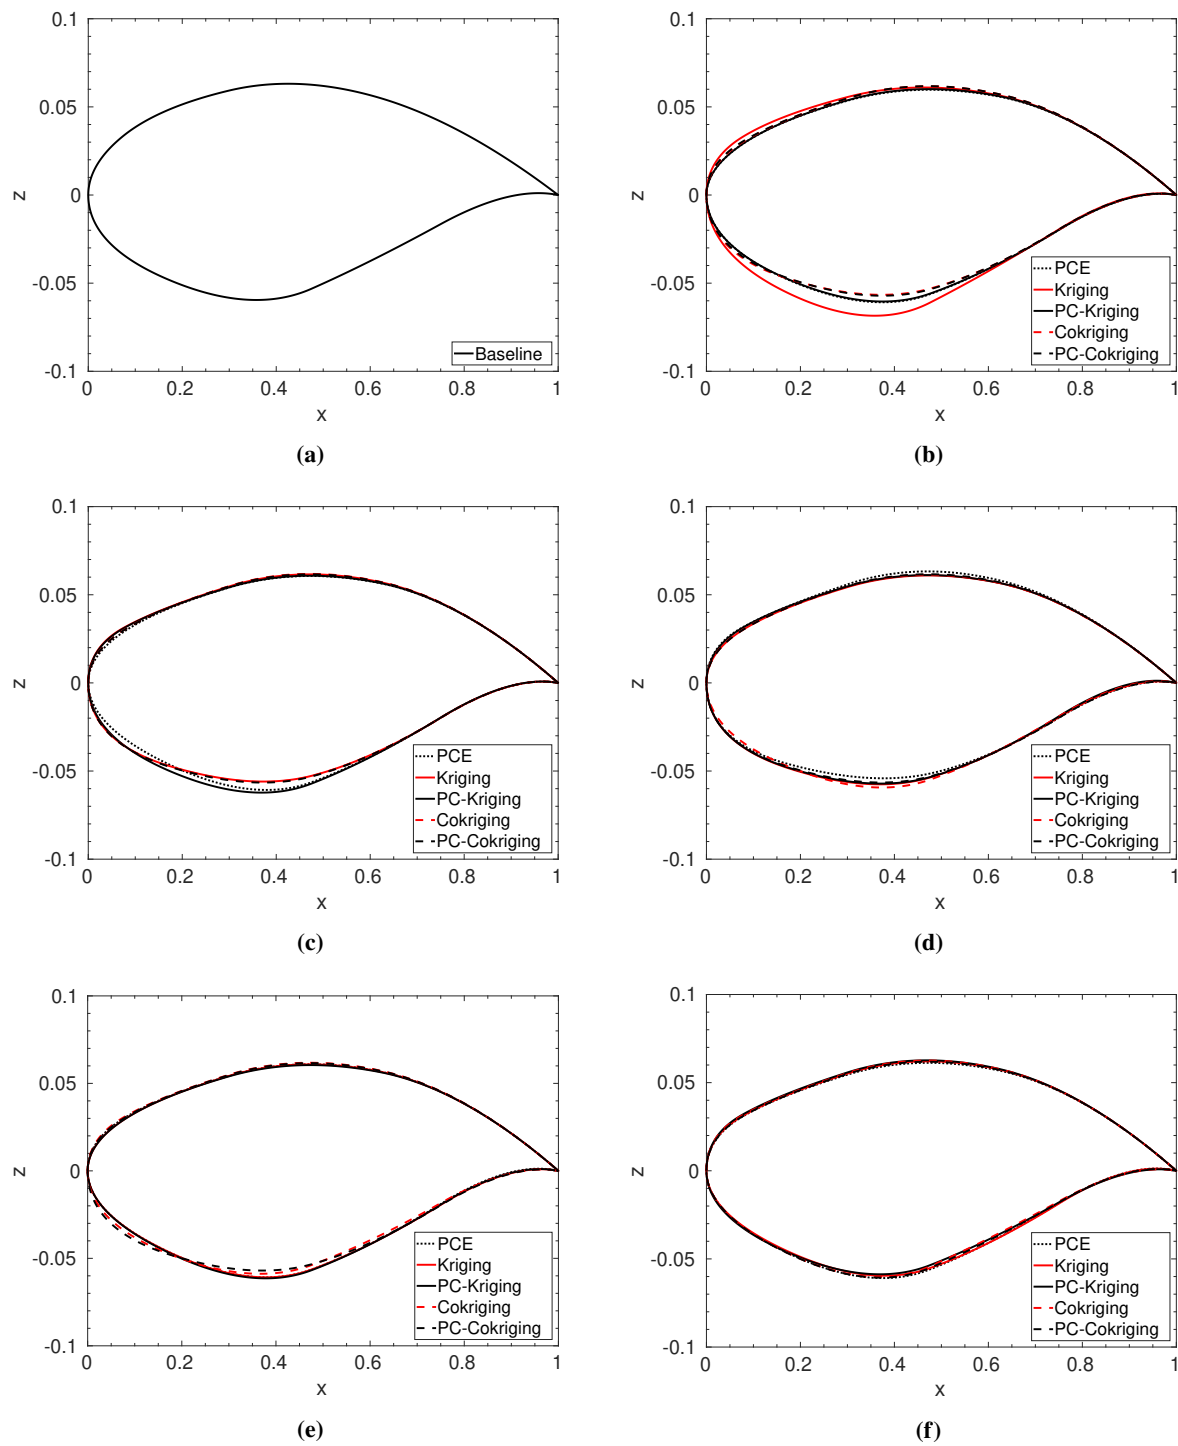 0.1
0.05
0
-0.05
-0.1
z
Baseline
0 0.2 0.4 0.6 0.8 1
x
(a)
0.1
0.05
0
-0.05
-0.1
z
PCE
Kriging
PC-Kriging
Cokriging
PC-Cokriging
0 0.2 0.4 0.6 0.8 1
x
(b)
0.1
0.05
0
-0.05
-0.1
z
PCE
Kriging
PC-Kriging
Cokriging
PC-Cokriging
0 0.2 0.4 0.6 0.8 1
x
(c)
0.1
0.05
0
-0.05
-0.1
z
PCE
Kriging
PC-Kriging
Cokriging
PC-Cokriging
0 0.2 0.4 0.6 0.8 1
x
(d)
0.1
0.05
0
-0.05
-0.1
z
PCE
Kriging
PC-Kriging
Cokriging
PC-Cokriging
0 0.2 0.4 0.6 0.8 1
x
(e)
0.1
0.05
0
-0.05
-0.1
z
PCE
Kriging
PC-Kriging
Cokriging
PC-Cokriging
0 0.2 0.4 0.6 0.8 1
x
(f)